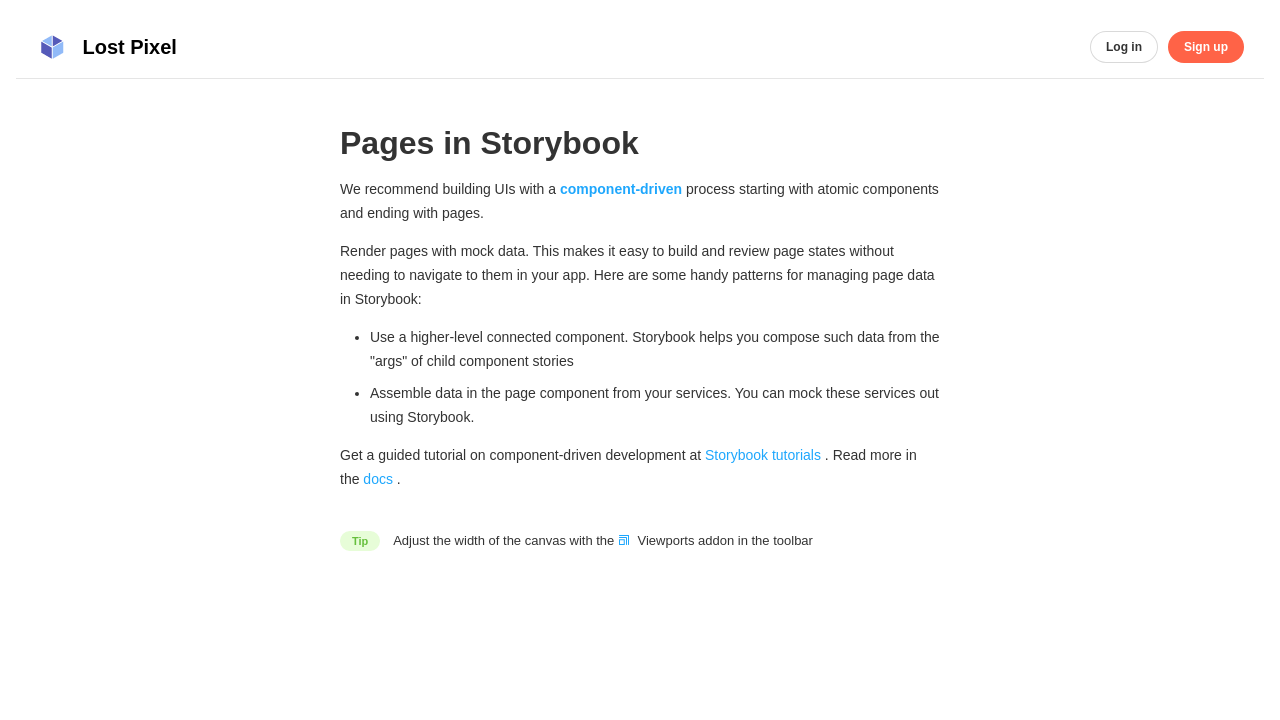 Lost Pixel
Log in
Sign up
Pages in Storybook
We recommend building UIs with a component-driven process starting with atomic components
and ending with pages.
Render pages with mock data. This makes it easy to build and review page states without
needing to navigate to them in your app. Here are some handy patterns for managing page data
in Storybook:
• Use a higher-level connected component. Storybook helps you compose such data from the
"args" of child component stories
• Assemble data in the page component from your services. You can mock these services out
using Storybook.
Get a guided tutorial on component-driven development at Storybook tutorials . Read more in
the docs .
Tip Adjust the width of the canvas with the Viewports addon in the toolbar